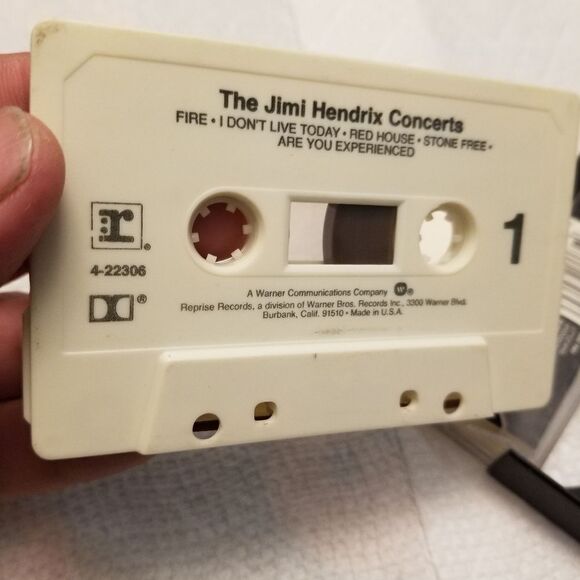 The Jimi Hendrix Concerts
FIRE • I DON'T LIVE TODAY • RED HOUSE • STONE FREE •
ARE YOU EXPERIENCED
r®
1
4-22306
®
A Warner Communications Company ®
Reprise Records, a division of Warner Bros. Records Inc., 3300 Warner Blvd.
Burbank, Calif. 91510 • Made in U.S.A.